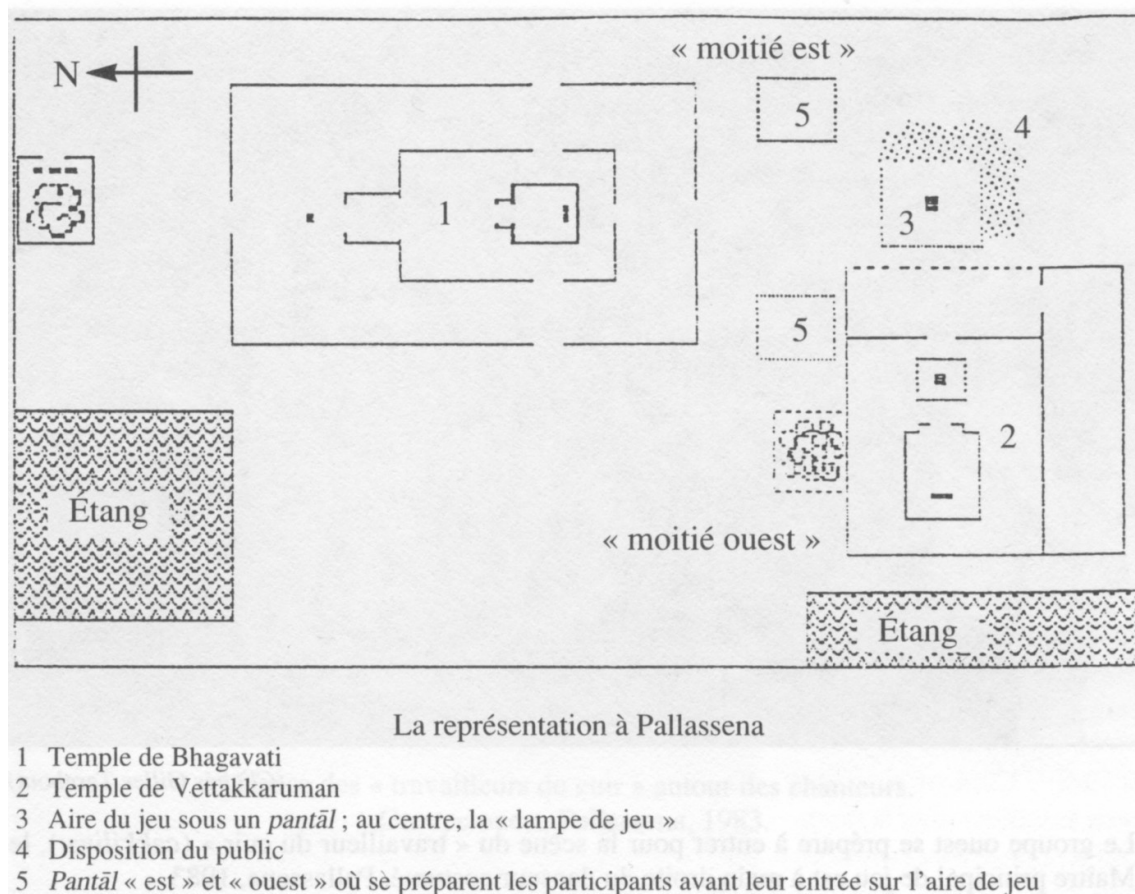 « moitié est »
N
5
4
3
1
5
2
Étang
« moitié ouest »
Étang
La représentation à Pallassena
1 Temple de Bhagavati
2 Temple de Vettakkaruman
3 Aire du jeu sous un pantāl ; au centre, la « lampe de jeu »
4 Disposition du public
5 Pantāl « est » et « ouest » où se préparent les participants avant leur entrée sur l'aire de jeu